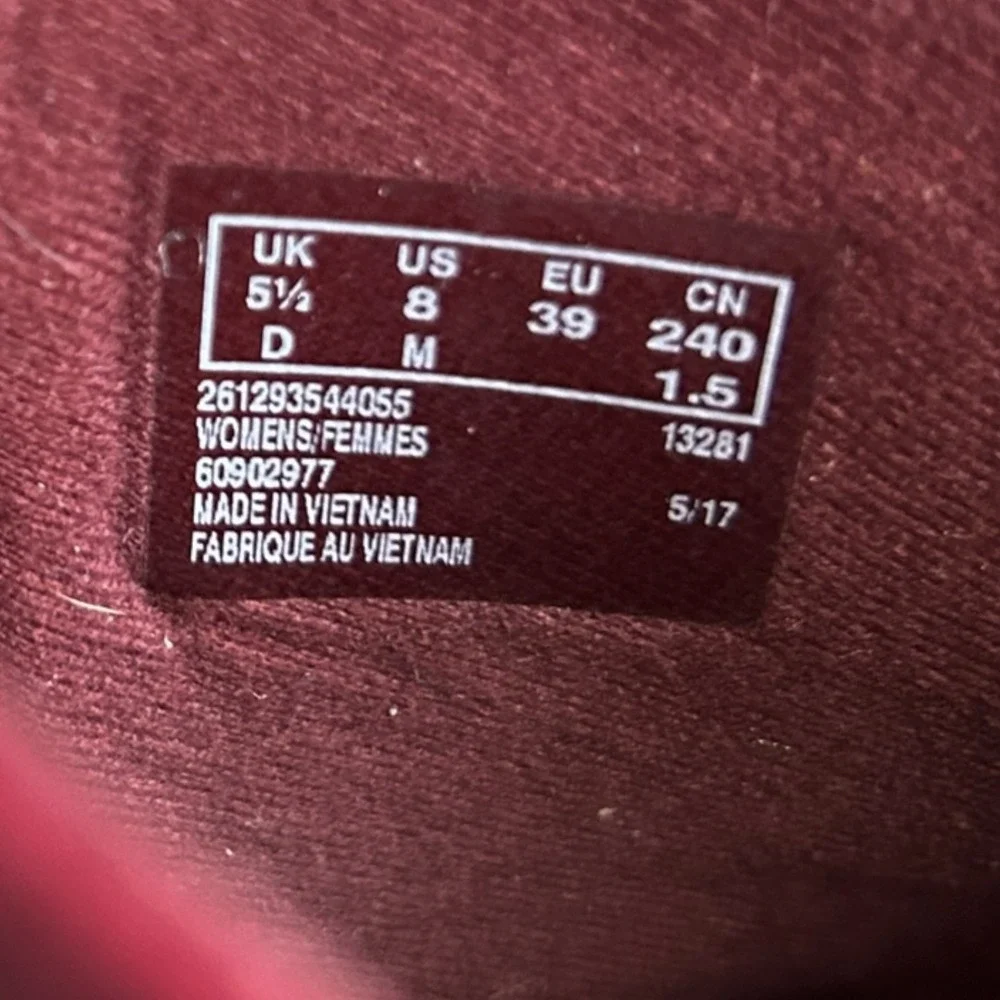 UK US EU CN
5½ 8 39 240
D M 1.5
261293544055
WOMENS/FEMMES 13281
60902977
MADE IN VIETNAM 5/17
FABRIQUE AU VIETNAM